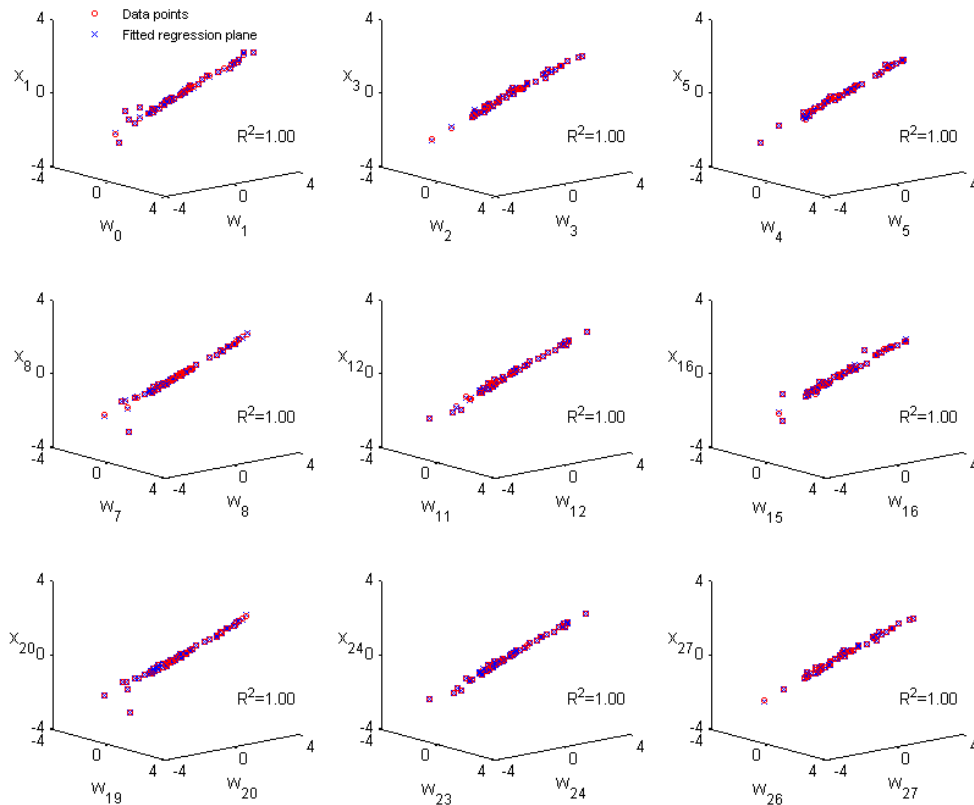 Data points
Fitted regression plane
4 4 4
X1 X3 X5
0 0 0
R2=1.00 R2=1.00 R2=1.00
-4 -4 -4
-4 0 4 -4 0 4 -4 0 4 -4 0 4 -4 0 4 -4 0 4
W0 W1 W2 W3 W4 W5
4 4 4
X8 X12 X16
0 0 0
R2=1.00 R2=1.00 R2=1.00
-4 -4 -4
-4 0 4 -4 0 4 -4 0 4 -4 0 4 -4 0 4 -4 0 4
W7 W8 W11 W12 W15 W16
4 4 4
X20 X24 X27
0 0 0
R2=1.00 R2=1.00 R2=1.00
-4 -4 -4
-4 0 4 -4 0 4 -4 0 4 -4 0 4 -4 0 4 -4 0 4
W19 W20 W23 W24 W26 W27